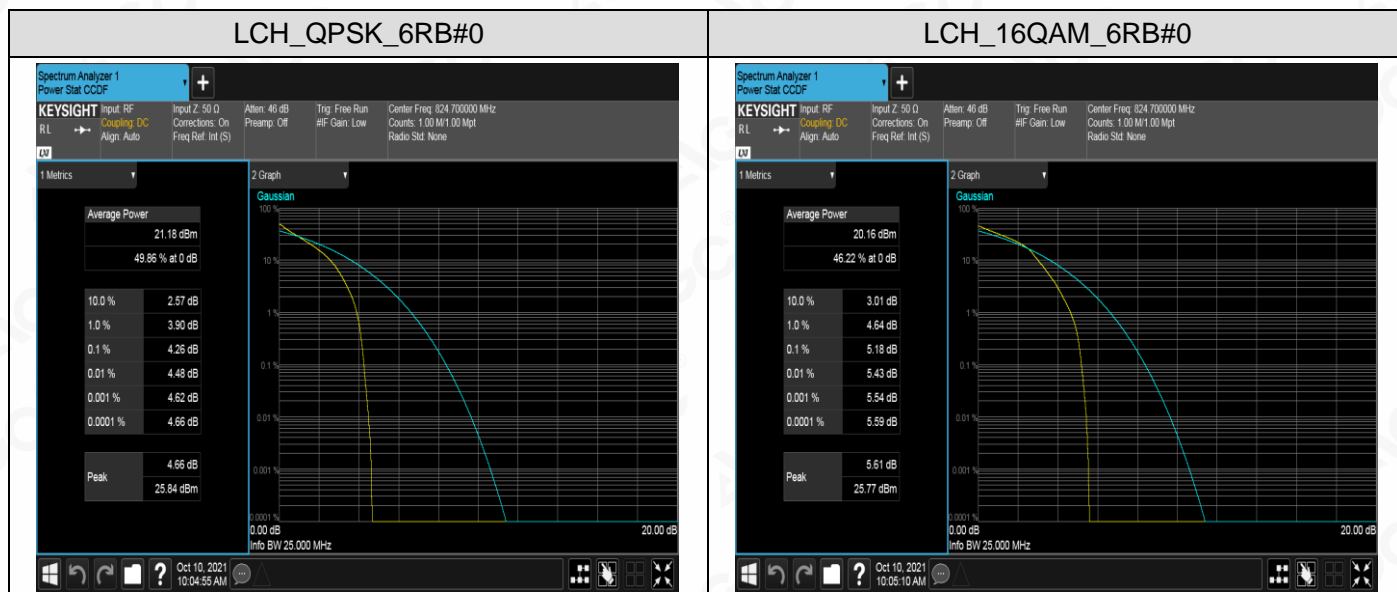 LCH_QPSK_6RB#0
Spectrum Analyzer 1
Power Stat CCDF
+
KEYSIGHT
RL
Input: RF
Coupling: DC
Align: Auto
Input Z: 50 Ω
Corrections: On
Freq Ref: Int (S)
Atten: 46 dB
Preamp: Off
Trig: Free Run
#IF Gain: Low
Center Freq: 824.700000 MHz
Counts: 1.00 M/1.00 Mpt
Radio Std: None
LXI
1 Metrics
Average Power
21.18 dBm
49.86 % at 0 dB
10.0 % 2.57 dB
1.0 % 3.90 dB
0.1 % 4.26 dB
0.01 % 4.48 dB
0.001 % 4.62 dB
0.0001 % 4.66 dB
Peak
4.66 dB
25.84 dBm
2 Graph
Gaussian
100 %
10 %
1 %
0.1 %
0.01 %
0.001 %
0.0001 %
0.00 dB 20.00 dB
Info BW 25.000 MHz
?
Oct 10, 2021
10:04:55 AM
LCH_16QAM_6RB#0
Spectrum Analyzer 1
Power Stat CCDF
+
KEYSIGHT
RL
Input: RF
Coupling: DC
Align: Auto
Input Z: 50 Ω
Corrections: On
Freq Ref: Int (S)
Atten: 46 dB
Preamp: Off
Trig: Free Run
#IF Gain: Low
Center Freq: 824.700000 MHz
Counts: 1.00 M/1.00 Mpt
Radio Std: None
LXI
1 Metrics
Average Power
20.16 dBm
46.22 % at 0 dB
10.0 % 3.01 dB
1.0 % 4.64 dB
0.1 % 5.18 dB
0.01 % 5.43 dB
0.001 % 5.54 dB
0.0001 % 5.59 dB
Peak
5.61 dB
25.77 dBm
2 Graph
Gaussian
100 %
10 %
1 %
0.1 %
0.01 %
0.001 %
0.0001 %
0.00 dB 20.00 dB
Info BW 25.000 MHz
?
Oct 10, 2021
10:05:10 AM